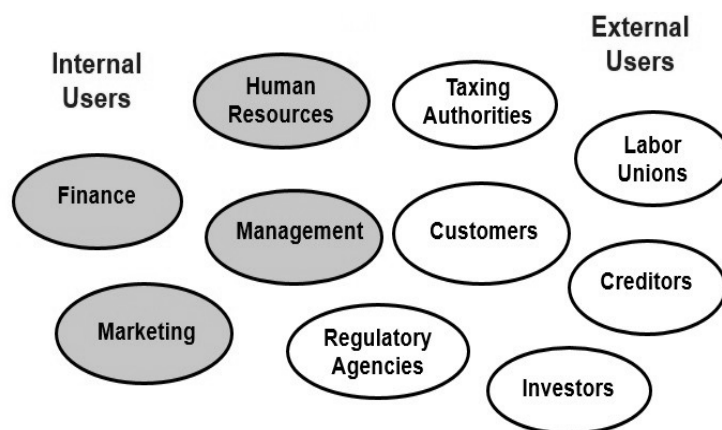 Internal
Users
External
Users
Human
Resources
Taxing
Authorities
Labor
Unions
Finance
Management
Customers
Creditors
Marketing
Regulatory
Agencies
Investors